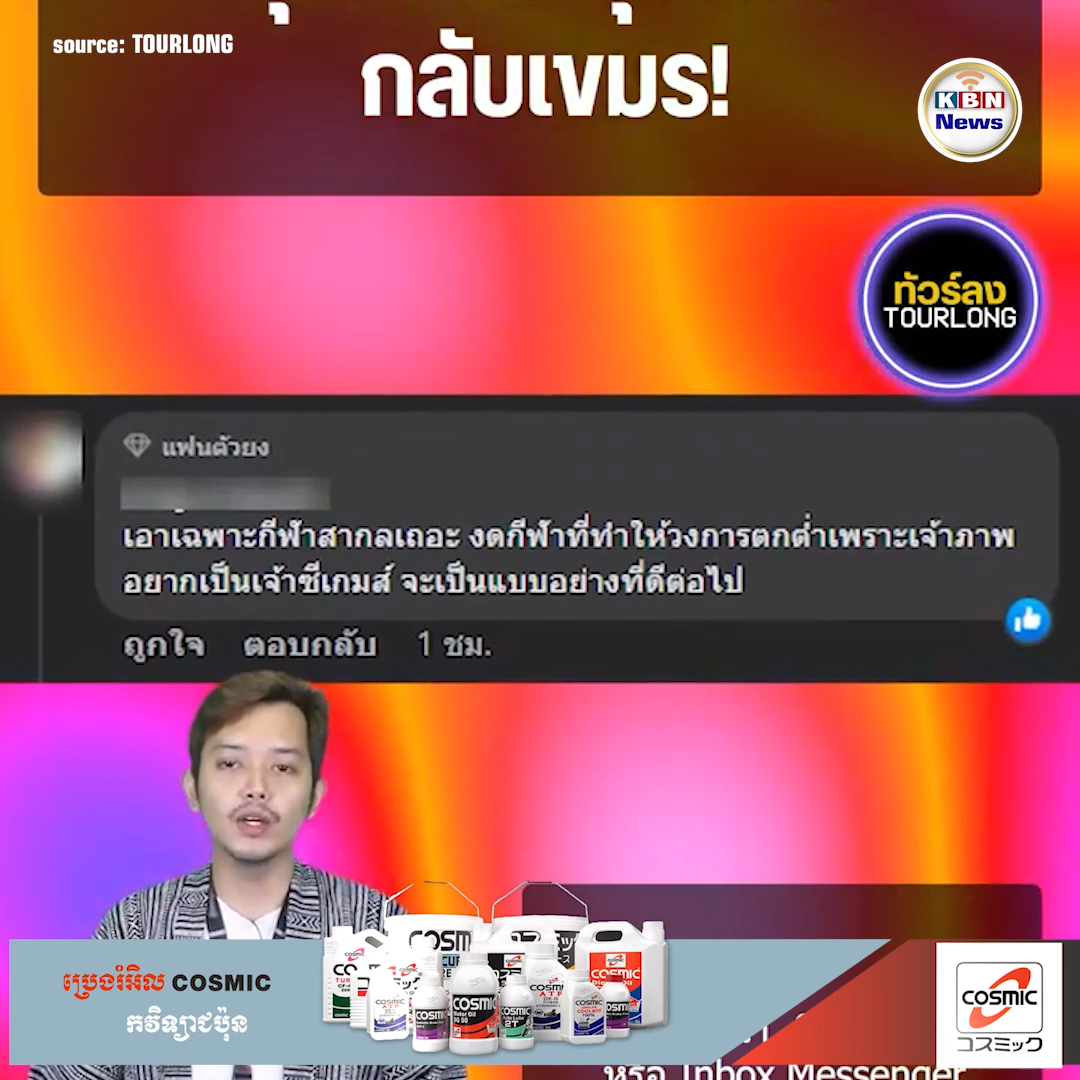 source: TOURLONG
กลับเขมร!
KBN
News
ทัวร์ลง
TOURLONG
แฟนตัวยง
เอาเฉพาะกีฬาสากลเถอะ งดกีฬาที่ทำให้วงการตกต่ำเพราะเจ้าภาพ
อยากเป็นเจ้าซีเกมส์ จะเป็นแบบอย่างที่ดีต่อไป
ถูกใจ ตอบกลับ 1 ชม.
ប្រេងរំអិល COSMIC
កវិទ្យាជប៉ុន
COSMIC
コスミック
หรือ Inbox Messenger